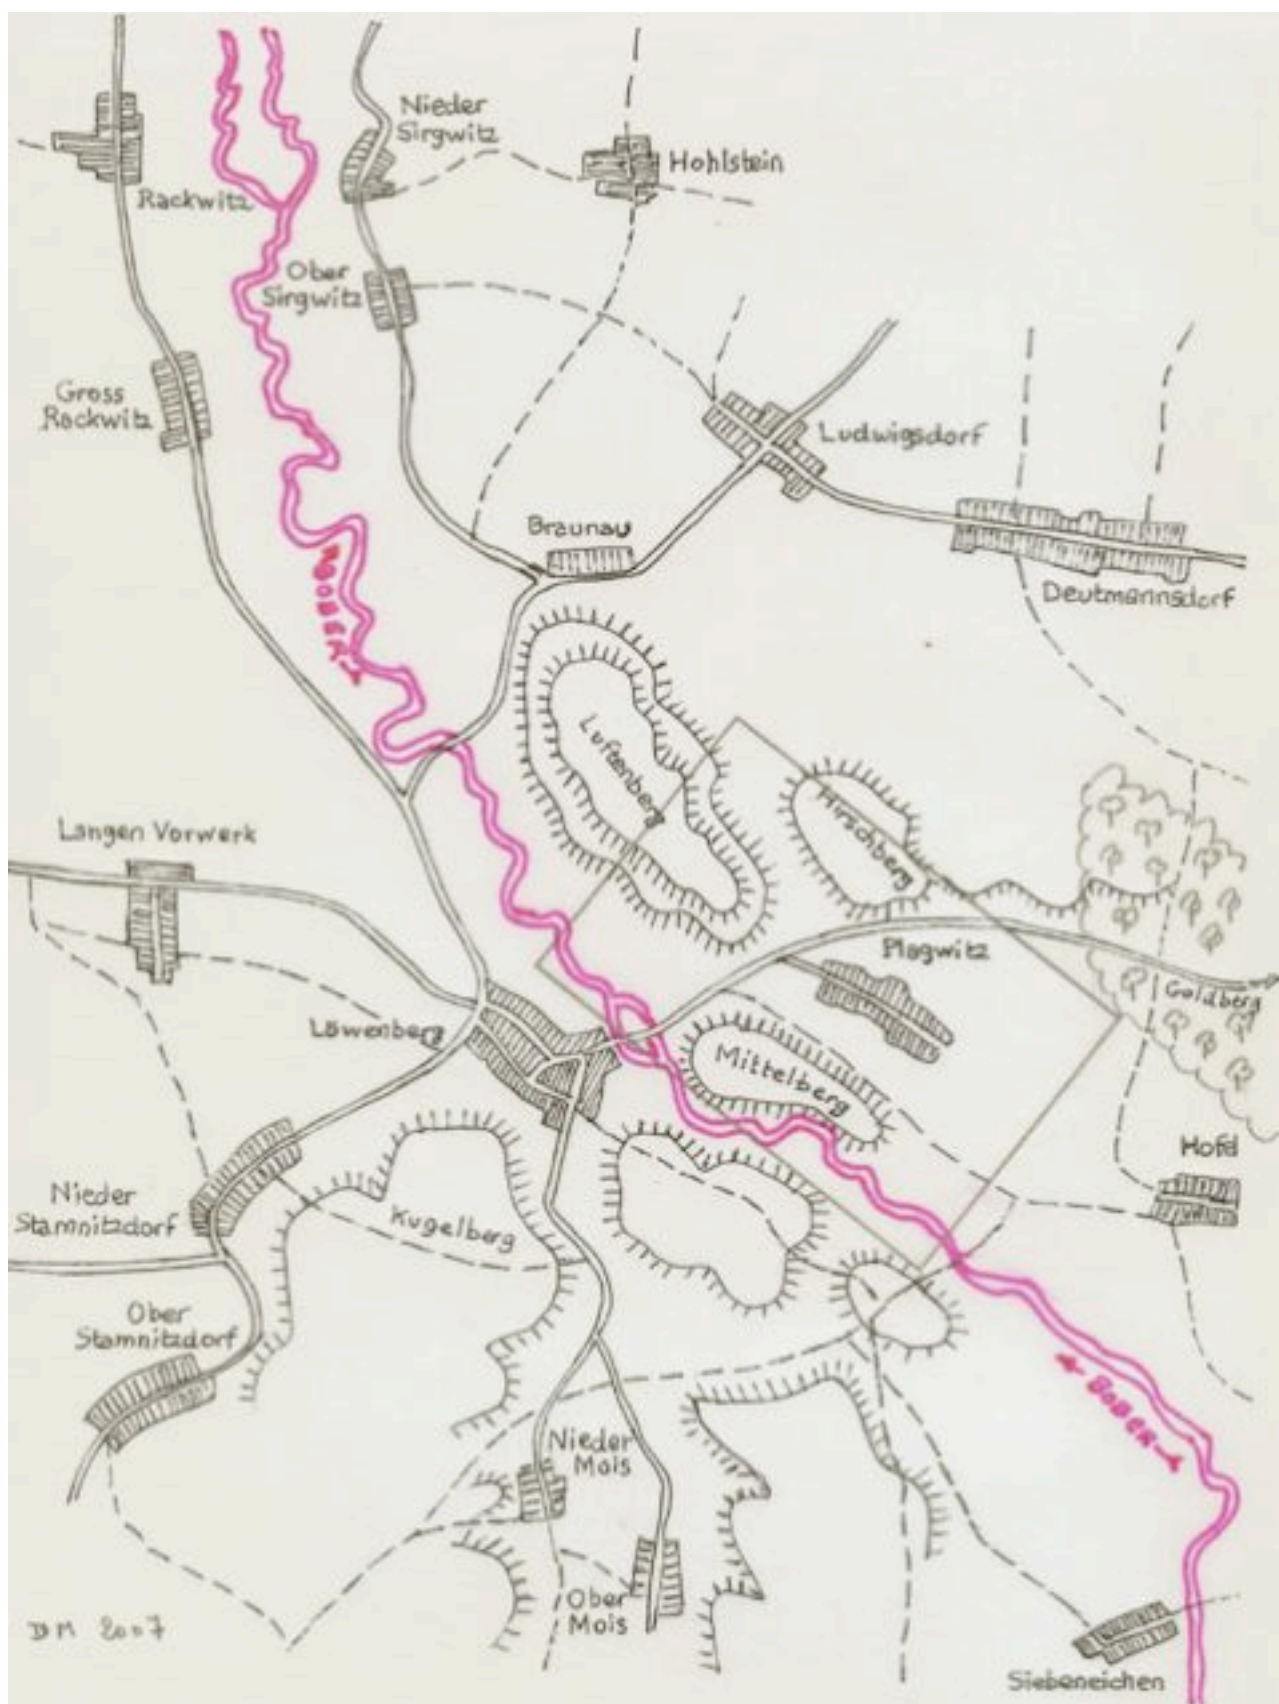 Nieder
Sirgwitz
Hohlstein
Rackwitz
Ober
Sirgwitz
Gross
Rackwitz
Ludwigsdorf
Braunau
Deutmannsdorf
BOBER
Luftenberg
Hirschberg
Langen Vorwerk
Plagwitz
Goldberg
Löwenberg
Mittelberg
Hofd
Nieder
Stamnitzdorf
Kugelberg
Ober
Stamnitzdorf
BOBER
Nieder
Mois
Ober
Mois
DM 2007
Siebeneichen